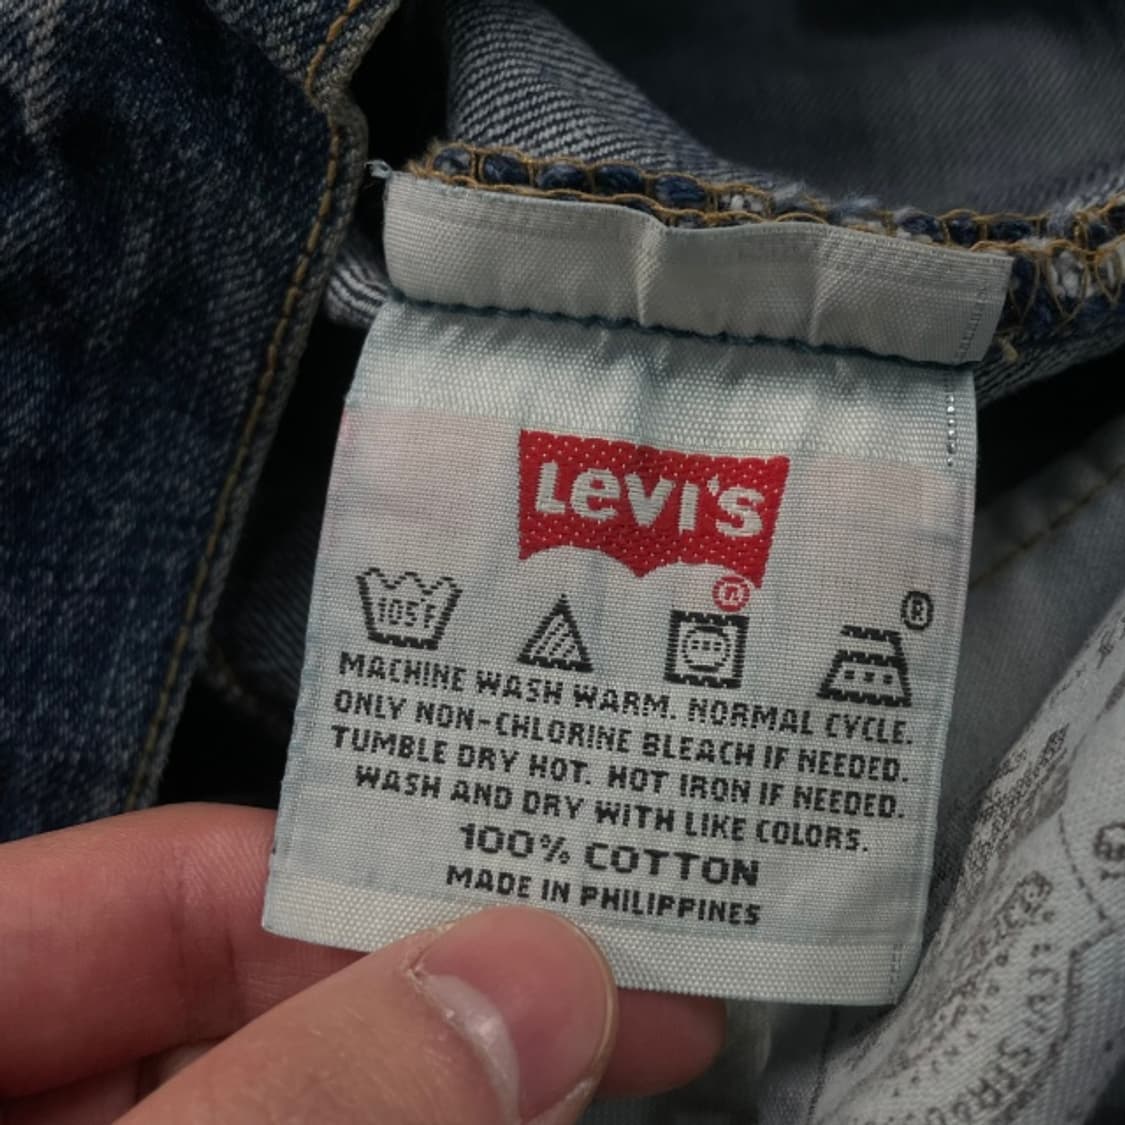 LEVI'S
®
®
105°F
MACHINE WASH WARM. NORMAL CYCLE.
ONLY NON-CHLORINE BLEACH IF NEEDED.
TUMBLE DRY HOT. HOT IRON IF NEEDED.
WASH AND DRY WITH LIKE COLORS.
100% COTTON
MADE IN PHILIPPINES